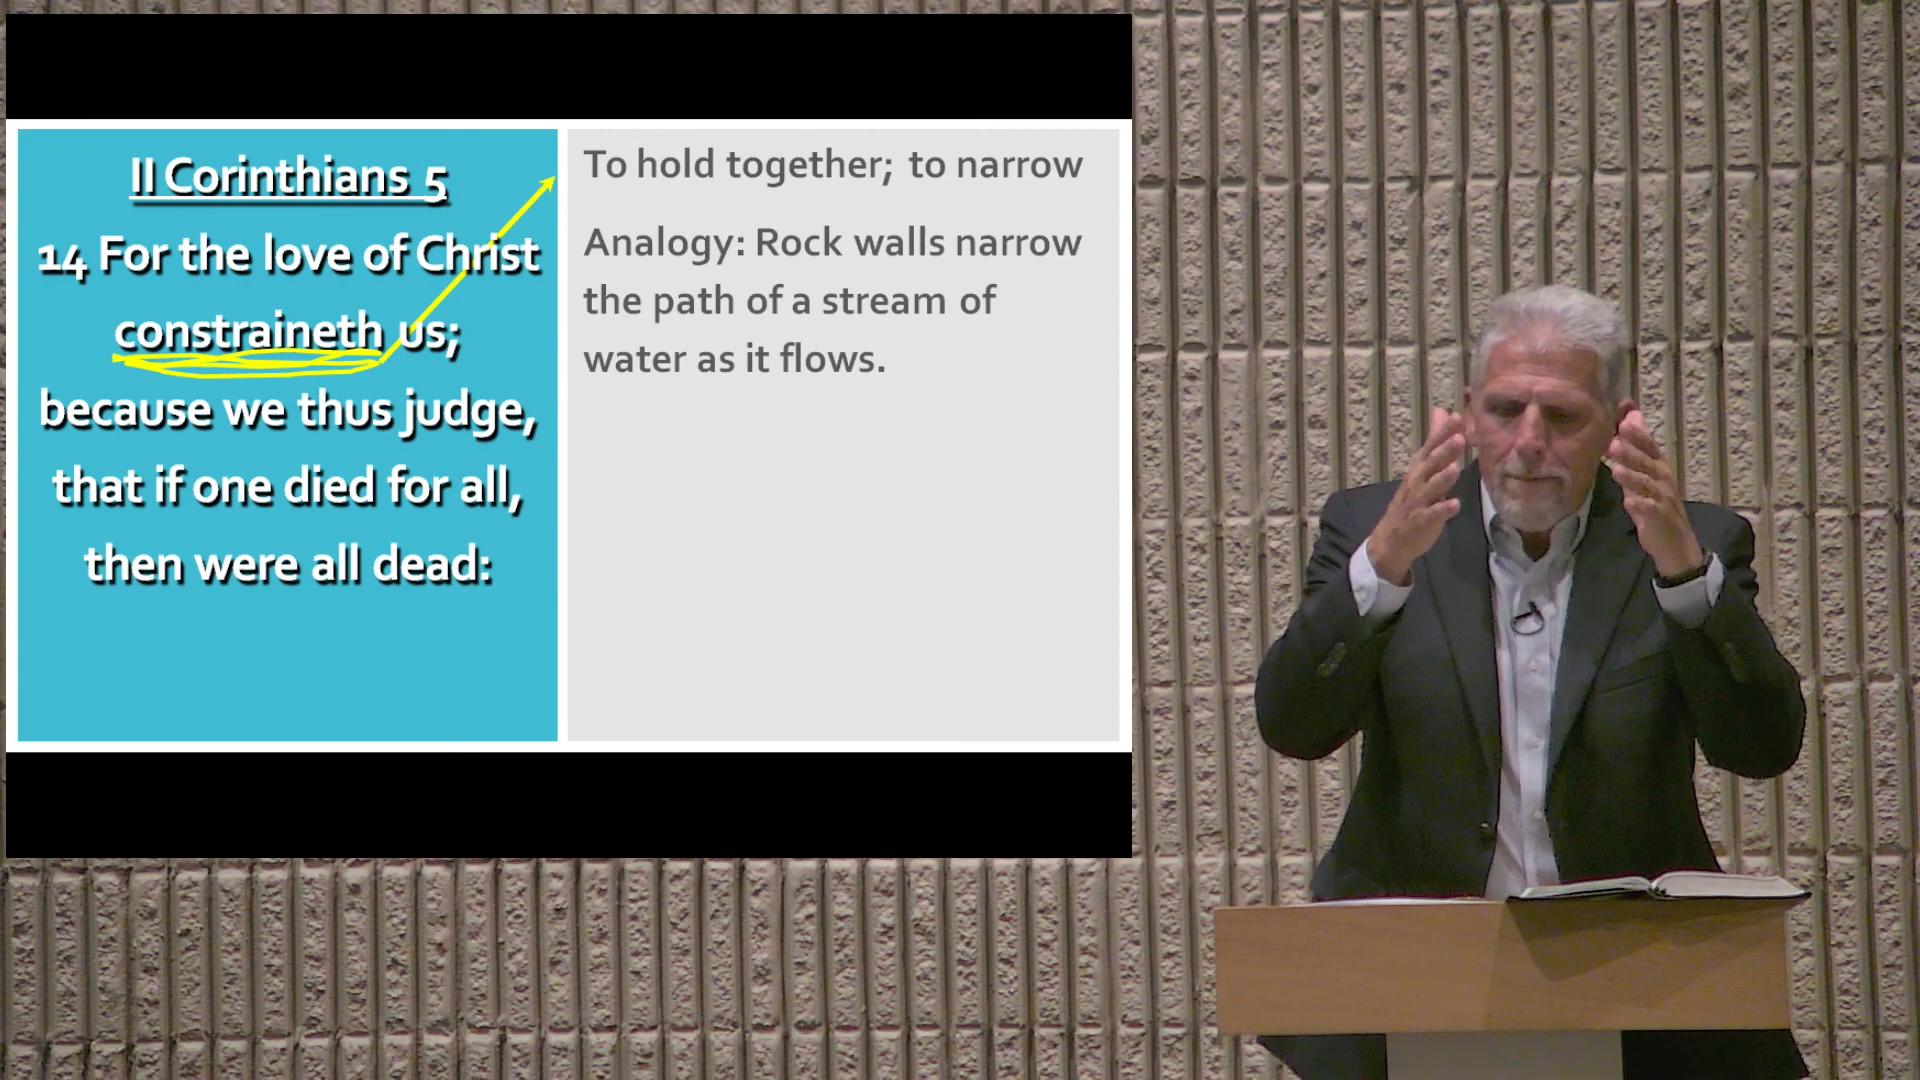 II Corinthians 5
14 For the love of Christ
constraineth us;
because we thus judge,
that if one died for all,
then were all dead:
To hold together; to narrow
Analogy: Rock walls narrow
the path of a stream of
water as it flows.